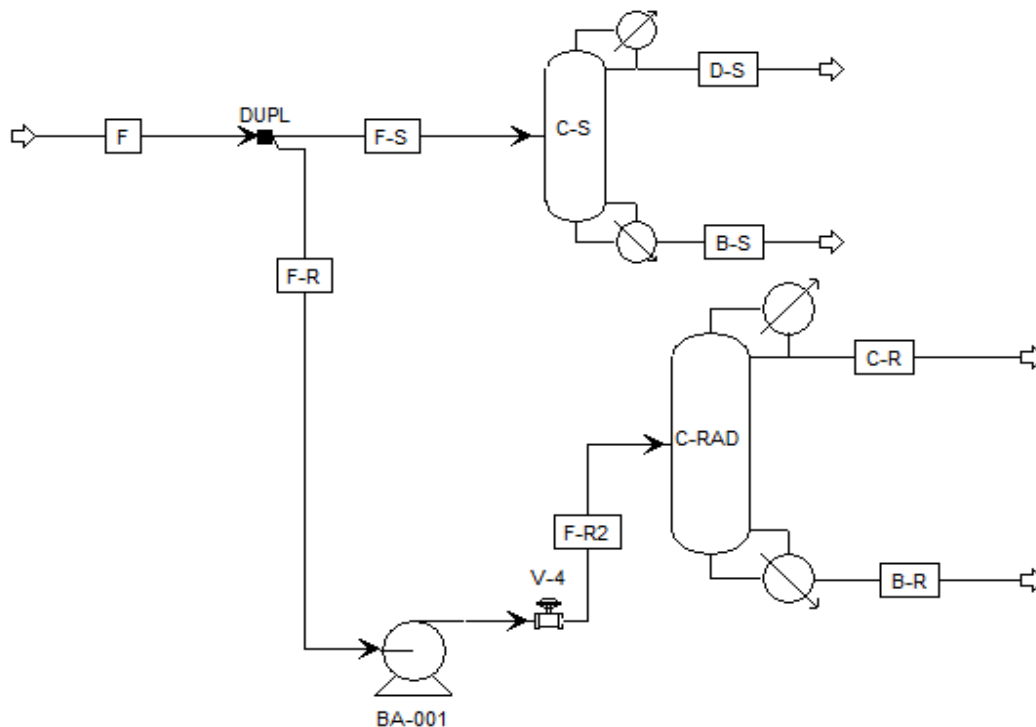 D-S
DUPL
F
F-S
C-S
B-S
F-R
C-R
C-RAD
F-R2
V-4
B-R
BA-001